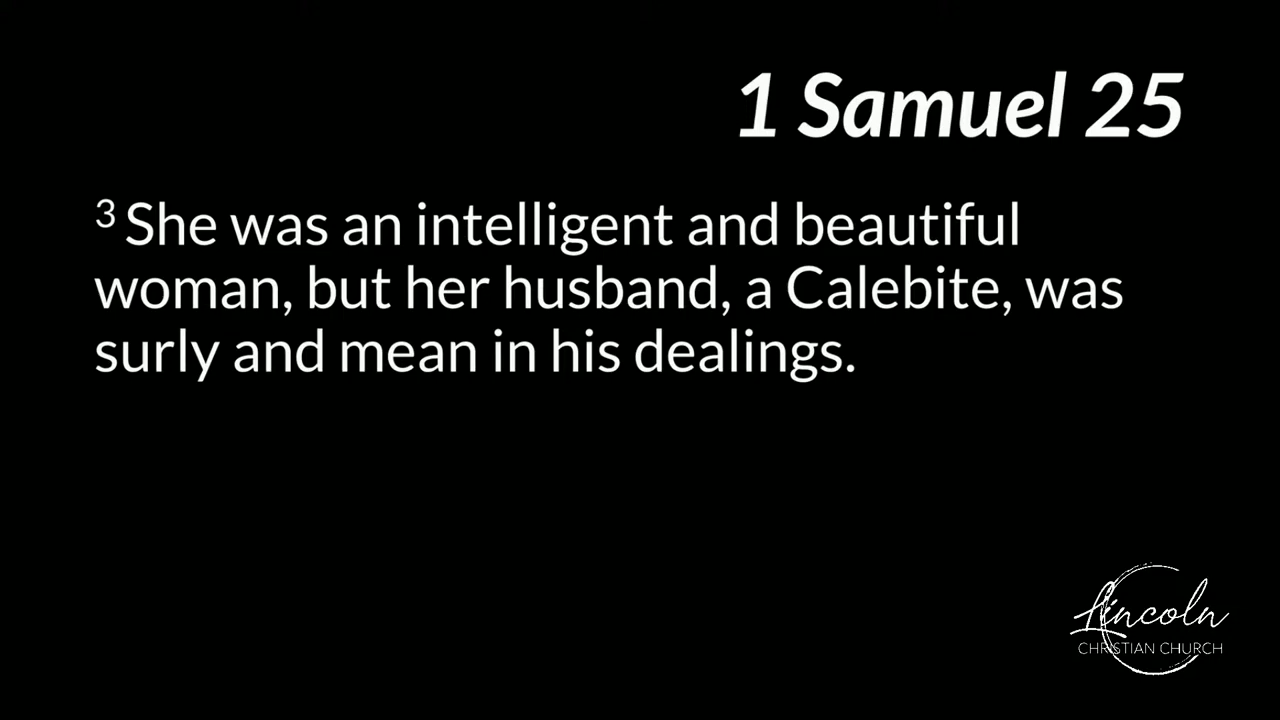 1 Samuel 25
3 She was an intelligent and beautiful
woman, but her husband, a Calebite, was
surly and mean in his dealings.
Lincoln
CHRISTIAN CHURCH